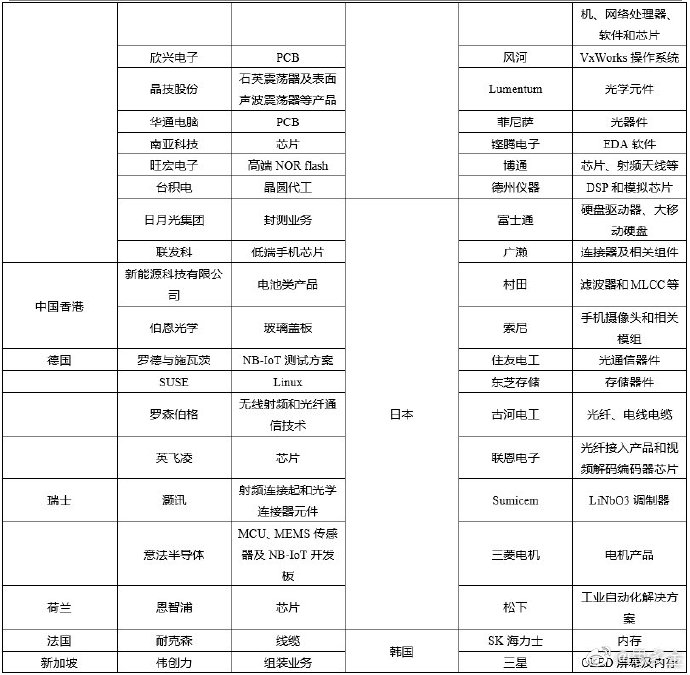 机、网络处理器、
软件和芯片
欣兴电子 PCB 风河 VxWorks 操作系统
晶技股份 石英震荡器及表面
声波震荡器等产品 Lumentum 光学元件
华通电脑 PCB 菲尼萨 光器件
南亚科技 芯片 铿腾电子 EDA 软件
旺宏电子 高端 NOR flash 博通 芯片、射频天线等
台积电 晶圆代工 德州仪器 DSP 和模拟芯片
日月光集团 封测业务 日本 富士通 硬盘驱动器、大移
动硬盘
联发科 低端手机芯片 广濑 连接器及相关组件
中国香港 新能源科技有限公
司 电池类产品 村田 滤波器和 MLCC 等
伯恩光学 玻璃盖板 索尼 手机摄像头和相关
模组
德国 罗德与施瓦茨 NB-IoT 测试方案 住友电工 光通信器件
SUSE Linux 东芝存储 存储器件
罗森伯格 无线射频和光纤通
信技术 古河电工 光纤、电线电缆
英飞凌 芯片 联恩电子 光纤接入产品和视
频解码编码器芯片
瑞士 灏讯 射频连接起和光学
连接器元件 Sumicem LiNbO3 调制器
意法半导体 MCU、MEMS 传感
器及 NB-IoT 开发
板 三菱电机 电机产品
荷兰 恩智浦 芯片 松下 工业自动化解决方
案
法国 耐克森 线缆 韩国 SK 海力士 内存
新加坡 伟创力 组装业务 三星 OLED 屏幕及内存